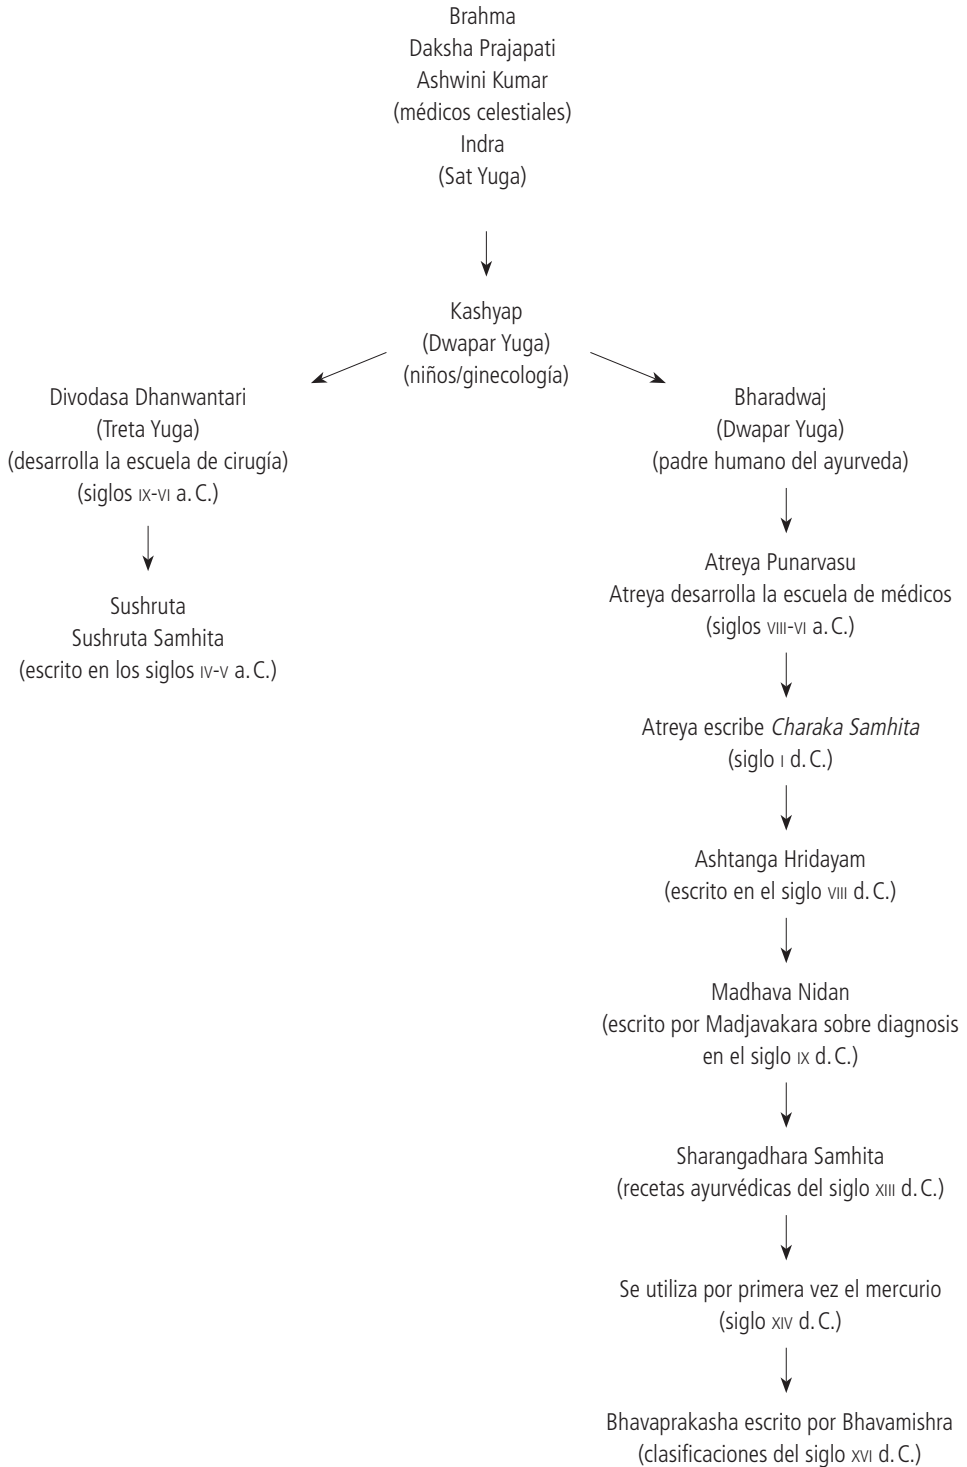 Brahma
Daksha Prajapati
Ashwini Kumar
(médicos celestiales)
Indra
(Sat Yuga)
Kashyap
(Dwapar Yuga)
(niños/ginecología)
Divodasa Dhanwantari
(Treta Yuga)
(desarrolla la escuela de cirugía)
(siglos IX-VI a. C.)
Sushruta
Sushruta Samhita
(escrito en los siglos IV-V a. C.)
Bharadwaj
(Dwapar Yuga)
(padre humano del ayurveda)
Atreya Punarvasu
Atreya desarrolla la escuela de médicos
(siglos VIII-VI a. C.)
Atreya escribe Charaka Samhita
(siglo I d. C.)
Ashtanga Hridayam
(escrito en el siglo VIII d. C.)
Madhava Nidan
(escrito por Madjavakara sobre diagnosis
en el siglo IX d. C.)
Sharangadhara Samhita
(recetas ayurvédicas del siglo XIII d. C.)
Se utiliza por primera vez el mercurio
(siglo XIV d. C.)
Bhavaprakasha escrito por Bhavamishra
(clasificaciones del siglo XVI d. C.)